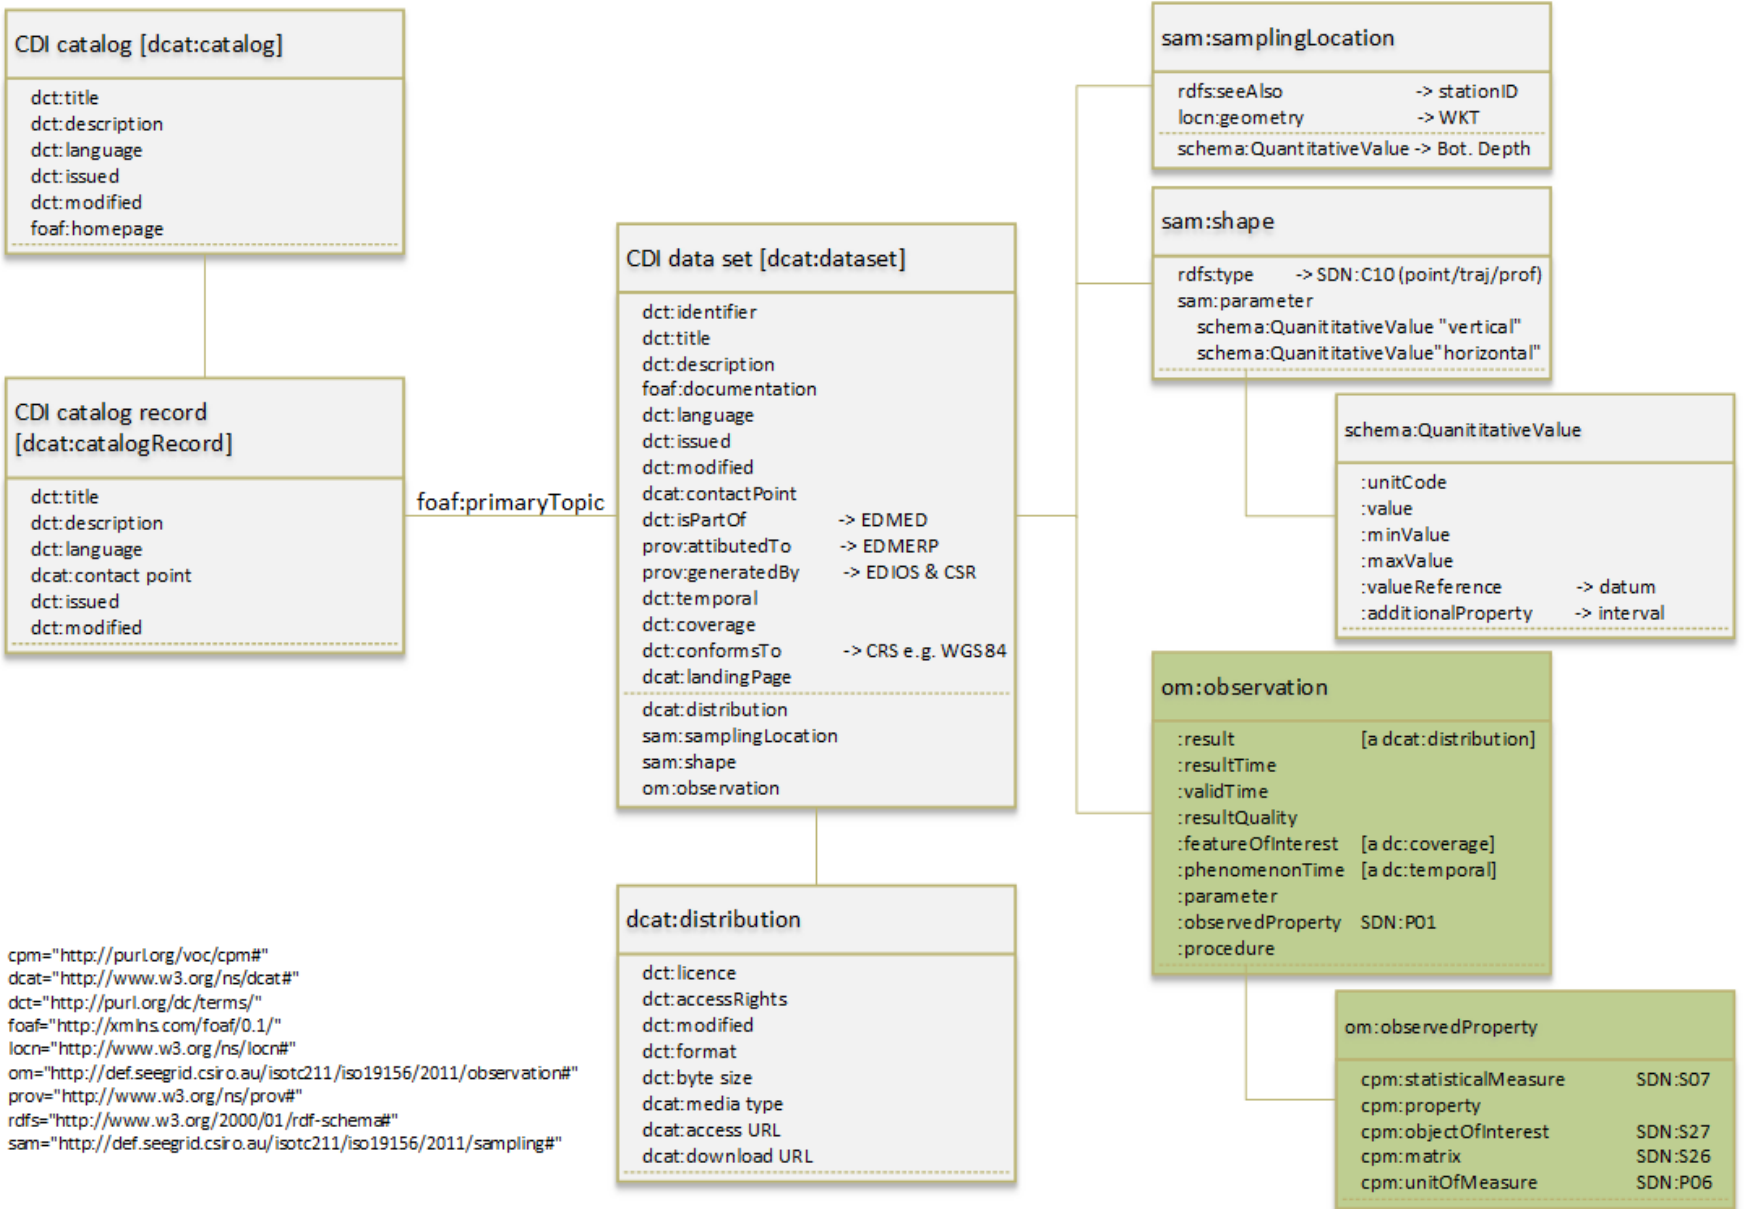 CDI catalog [dcat:catalog]
dct:title
dct:description
dct:language
dct:issued
dct:modified
foaf:homepage
CDI catalog record
[dcat:catalogRecord]
dct:title
dct:description
dct:language
dcat:contact point
dct:issued
dct:modified
foaf:primaryTopic
CDI data set [dcat:dataset]
dct:identifier
dct:title
dct:description
foaf:documentation
dct:language
dct:issued
dct:modified
dcat:contactPoint
dct:isPartOf -> EDMED
prov:attibutedTo -> EDMERP
prov:generatedBy -> EDIOS & CSR
dct:temporal
dct:coverage
dct:conformsTo -> CRS e.g. WGS84
dcat:landingPage
dcat:distribution
sam:samplingLocation
sam:shape
om:observation
dcat:distribution
dct:licence
dct:accessRights
dct:modified
dct:format
dct:byte size
dcat:media type
dcat:access URL
dcat:download URL
sam:samplingLocation
rdfs:seeAlso -> stationID
locn:geometry -> WKT
schema:QuantitativeValue -> Bot. Depth
sam:shape
rdfs:type -> SDN:C10 (point/traj/prof)
sam:parameter
schema:QuanititativeValue "vertical"
schema:QuanititativeValue"horizontal"
schema:QuanititativeValue
:unitCode
:value
:minValue
:maxValue
:valueReference -> datum
:additionalProperty -> interval
om:observation
:result [a dcat:distribution]
:resultTime
:validTime
:resultQuality
:featureOfInterest [a dc:coverage]
:phenomenonTime [a dc:temporal]
:parameter
:observedProperty SDN:P01
:procedure
om:observedProperty
cpm:statisticalMeasure SDN:S07
cpm:property
cpm:objectOfInterest SDN:S27
cpm:matrix SDN:S26
cpm:unitOfMeasure SDN:P06
cpm="http://purl.org/voc/cpm#"
dcat="http://www.w3.org/ns/dcat#"
dct="http://purl.org/dc/terms/"
foaf="http://xmlns.com/foaf/0.1/"
locn="http://www.w3.org/ns/locn#"
om="http://def.seegrid.csiro.au/isotc211/iso19156/2011/observation#"
prov="http://www.w3.org/ns/prov#"
rdfs="http://www.w3.org/2000/01/rdf-schema#"
sam="http://def.seegrid.csiro.au/isotc211/iso19156/2011/sampling#"